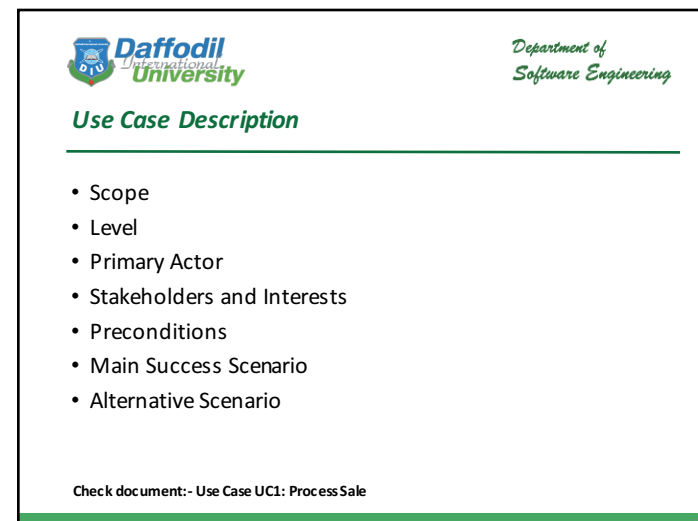 Daffodil
International
University
DIU
Department of
Software Engineering
Use Case Description
• Scope
• Level
• Primary Actor
• Stakeholders and Interests
• Preconditions
• Main Success Scenario
• Alternative Scenario
Check document:- Use Case UC1: Process Sale